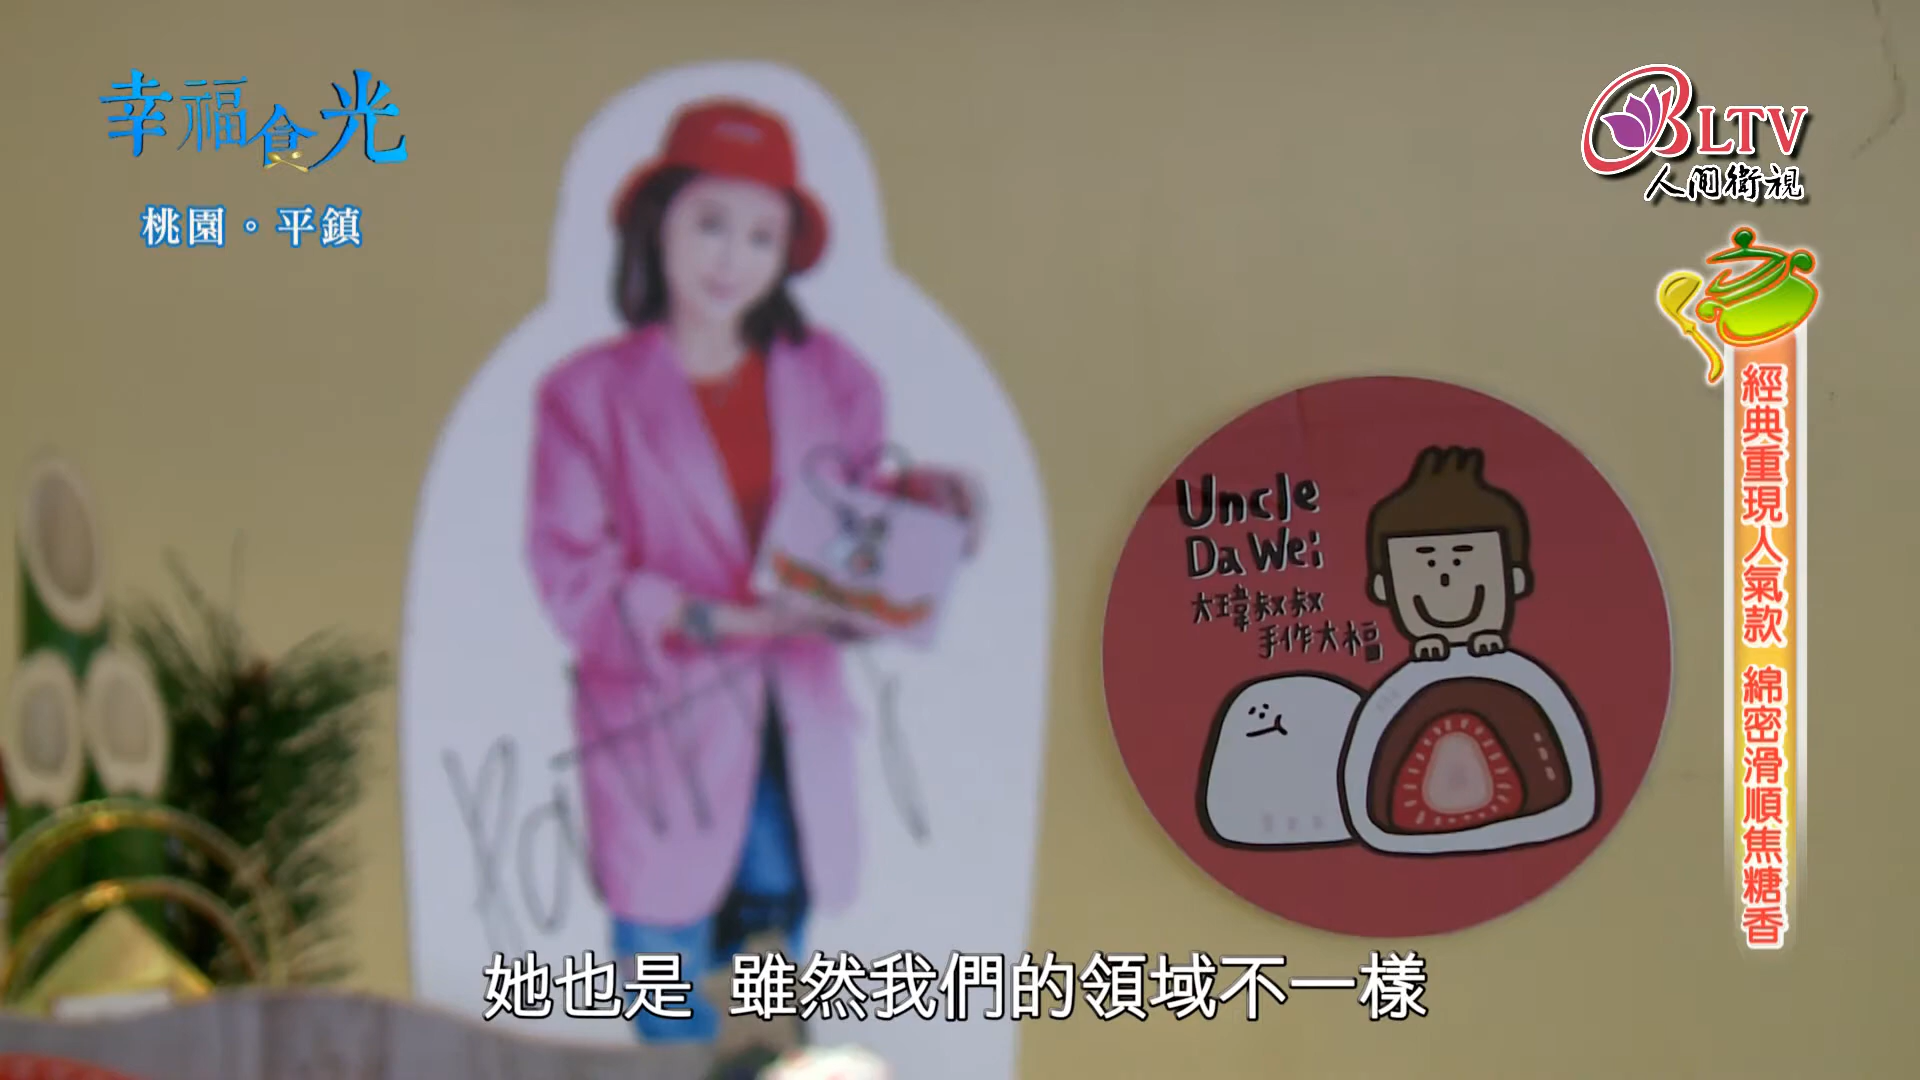 幸福食光
桃園。平鎮
BLTV
人間衛視
經典重現人氣款 綿密滑順焦糖香
Uncle
Da Wei
大瑋叔叔
手作大福
她也是 雖然我們的領域不一樣